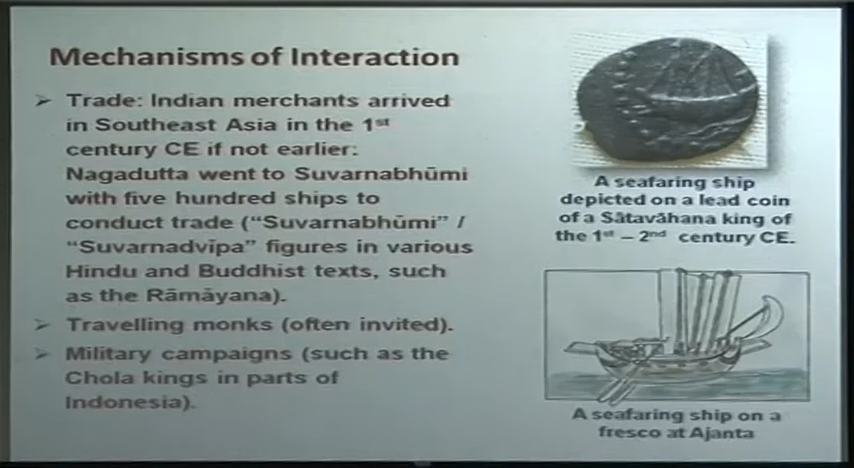 Mechanisms of Interaction
➢ Trade: Indian merchants arrived
in Southeast Asia in the 1st
century CE if not earlier:
Nagadutta went to Suvarnabhūmi
with five hundred ships to
conduct trade (“Suvarnabhūmi” /
“Suvarnadvīpa” figures in various
Hindu and Buddhist texts, such
as the Rāmāyana).
➢ Travelling monks (often invited).
➢ Military campaigns (such as the
Chola kings in parts of
Indonesia).
A seafaring ship
depicted on a lead coin
of a Sātavāhana king of
the 1st – 2nd century CE.
A seafaring ship on a
fresco at Ajanta